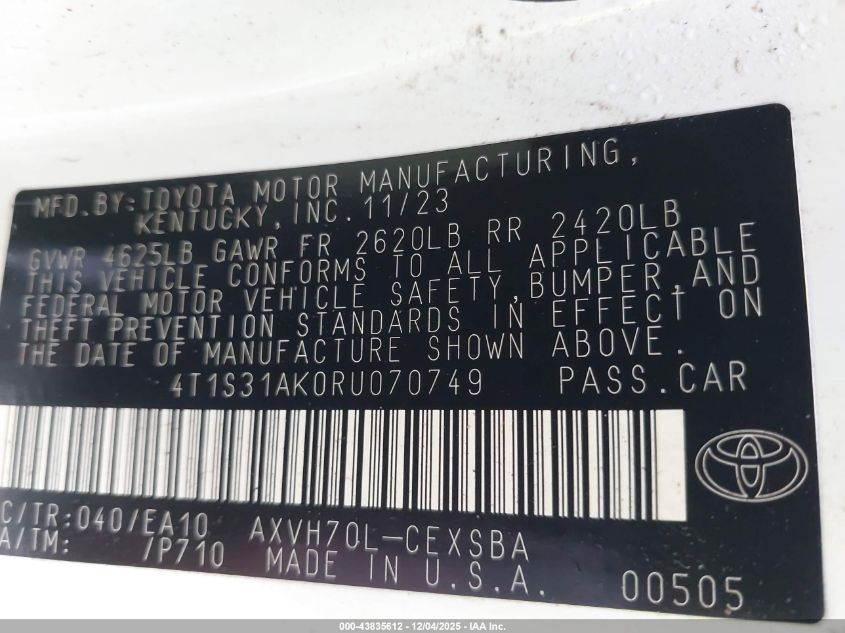 MFD.BY:TOYOTA MOTOR MANUFACTURING,
KENTUCKY, INC. 11/23
GVWR 4625LB GAWR FR 2620LB RR 2420LB
THIS VEHICLE CONFORMS TO ALL APPLICABLE
FEDERAL MOTOR VEHICLE SAFETY, BUMPER, AND
THEFT PREVENTION STANDARDS IN EFFECT ON
THE DATE OF MANUFACTURE SHOWN ABOVE.
4T1S31AK0RU070749 PASS.CAR
C/TR:040/EA10 AXVH70L-CEXSBA
A/TM: /P710 MADE IN U.S.A. 00505
000-43835612 - 12/04/2025 - IAA Inc.